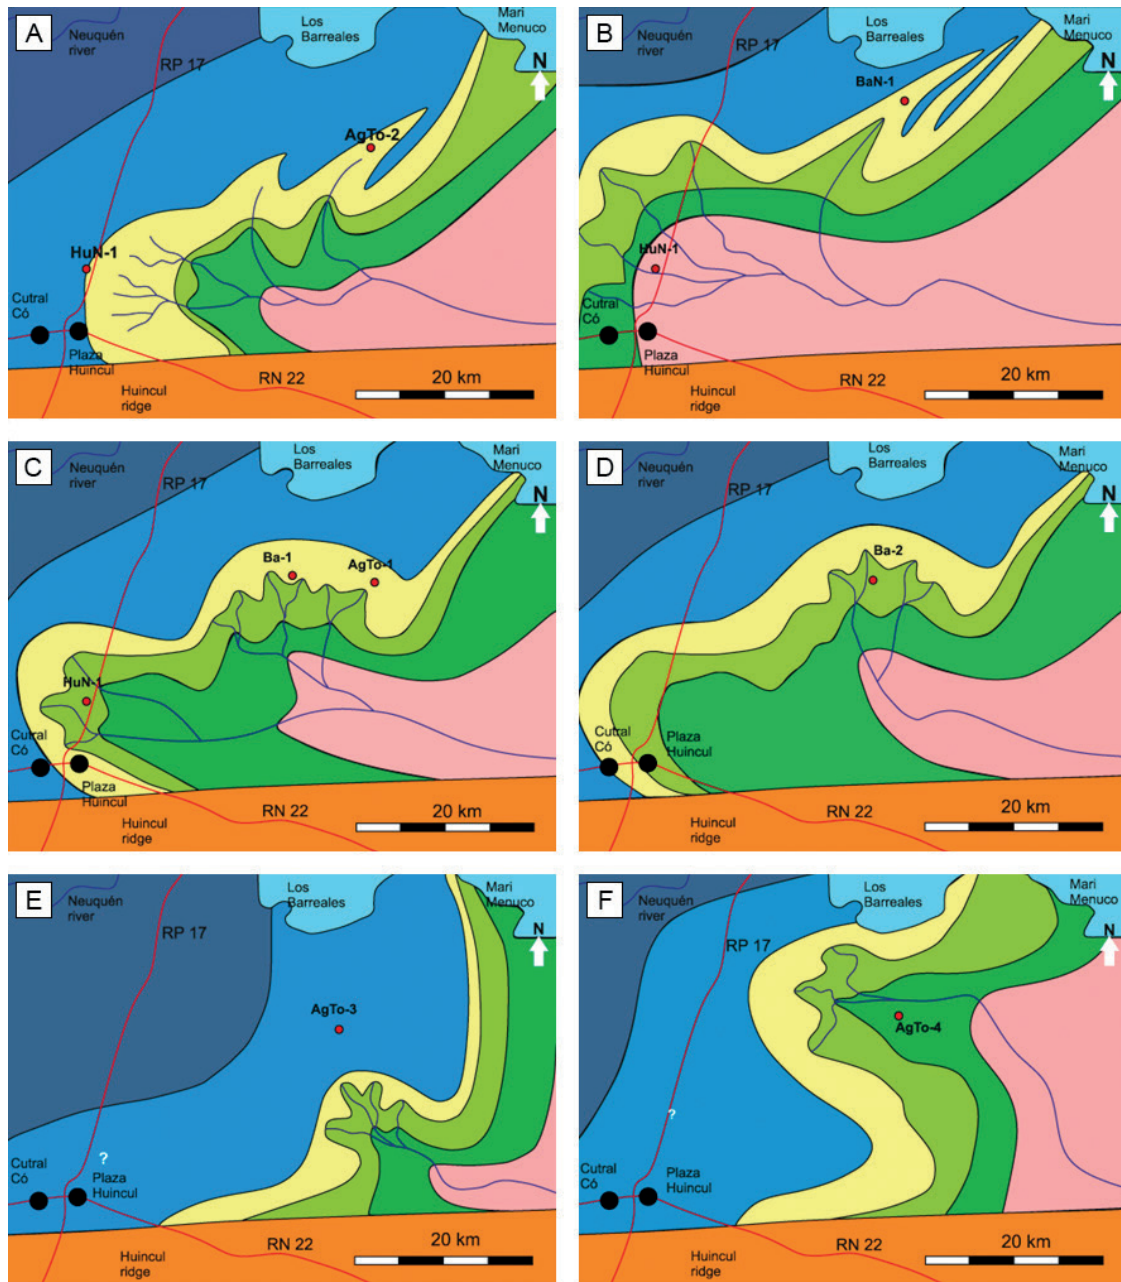 A
Neuquén
river
RP 17
Los
Barreales
Mari
Menuco
N
AgTo-2
HuN-1
Cutral
Có
Plaza
Huincul
Huincul
ridge
RN 22
20 km
B
Neuquén
river
RP 17
Los
Barreales
Mari
Menuco
N
BaN-1
HuN-1
Cutral
Có
Plaza
Huincul
Huincul
ridge
RN 22
20 km
C
Neuquén
river
RP 17
Los
Barreales
Mari
Menuco
N
Ba-1
AgTo-1
HuN-1
Cutral
Có
Plaza
Huincul
Huincul
ridge
RN 22
20 km
D
Neuquén
river
RP 17
Los
Barreales
Mari
Menuco
N
Ba-2
Cutral
Có
Plaza
Huincul
Huincul
ridge
RN 22
20 km
E
Neuquén
river
RP 17
Los
Barreales
Mari
Menuco
N
AgTo-3
?
Cutral
Có
Plaza
Huincul
Huincul
ridge
RN 22
20 km
F
Neuquén
river
RP 17
Los
Barreales
Mari
Menuco
N
AgTo-4
?
Cutral
Có
Plaza
Huincul
Huincul
ridge
RN 22
20 km